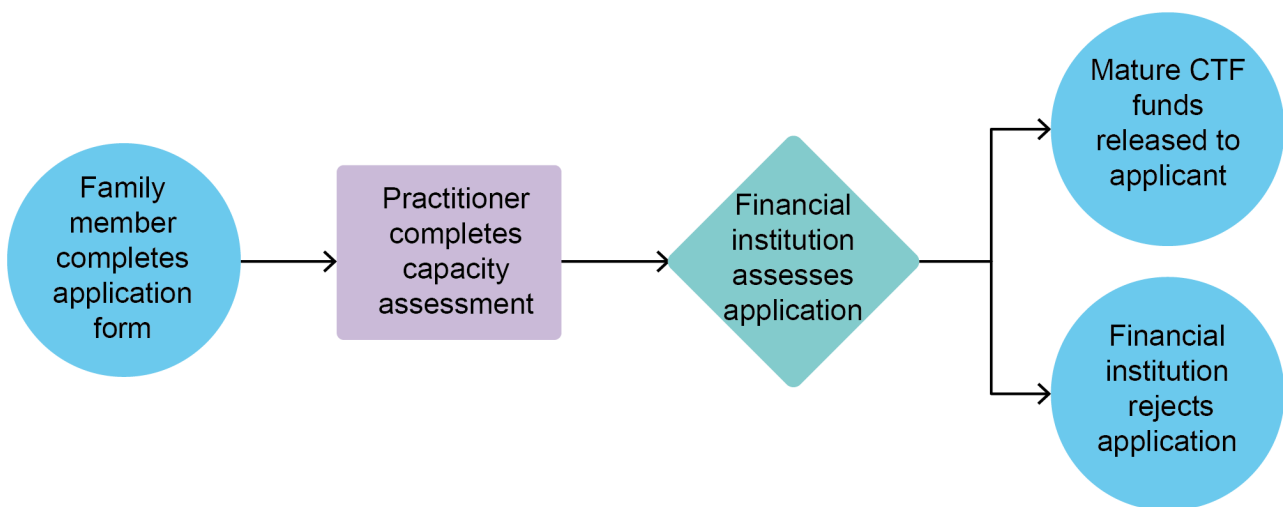 Family
member
completes
application
form
Practitioner
completes
capacity
assessment
Financial
institution
assesses
application
Mature CTF
funds
released to
applicant
Financial
institution
rejects
application